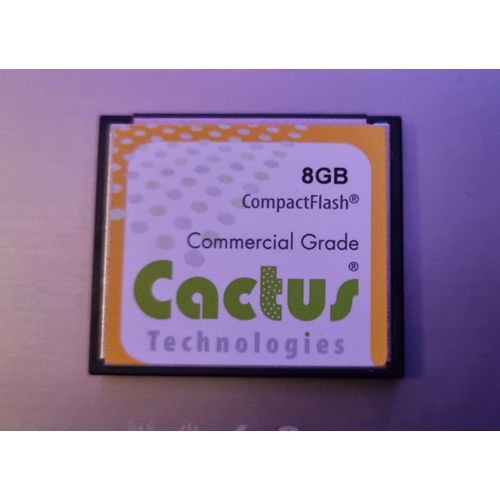 8GB
CompactFlash®
Commercial Grade
Cactus®
Technologies